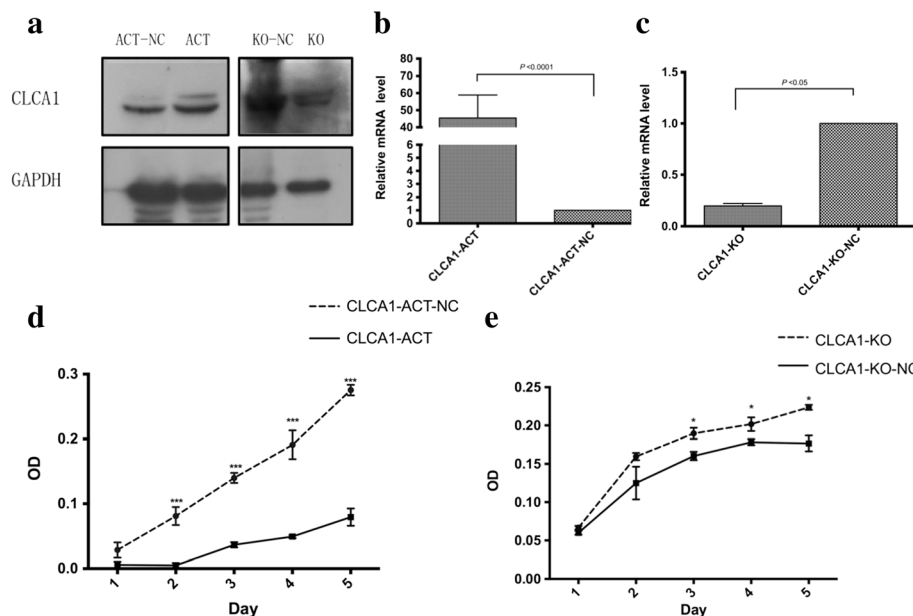 a
ACT-NC ACT KO-NC KO
CLCA1
GAPDH
b
Relative mRNA level
80
70
60
50
40
6
5
4
3
2
1
0
P <0.0001
CLCA1-ACT
CLCA1-ACT-NC
c
Relative mRNA level
1.5
1.0
0.5
0.0
P <0.05
CLCA1-KO
CLCA1-KO-NC
d
CLCA1-ACT-NC
CLCA1-ACT
OD
0.3
0.2
0.1
0.0
***
***
***
***
1 2 3 4 5
Day
e
CLCA1-KO
CLCA1-KO-NC
OD
0.25
0.20
0.15
0.10
0.05
0.00
*
*
*
1 2 3 4 5
Day